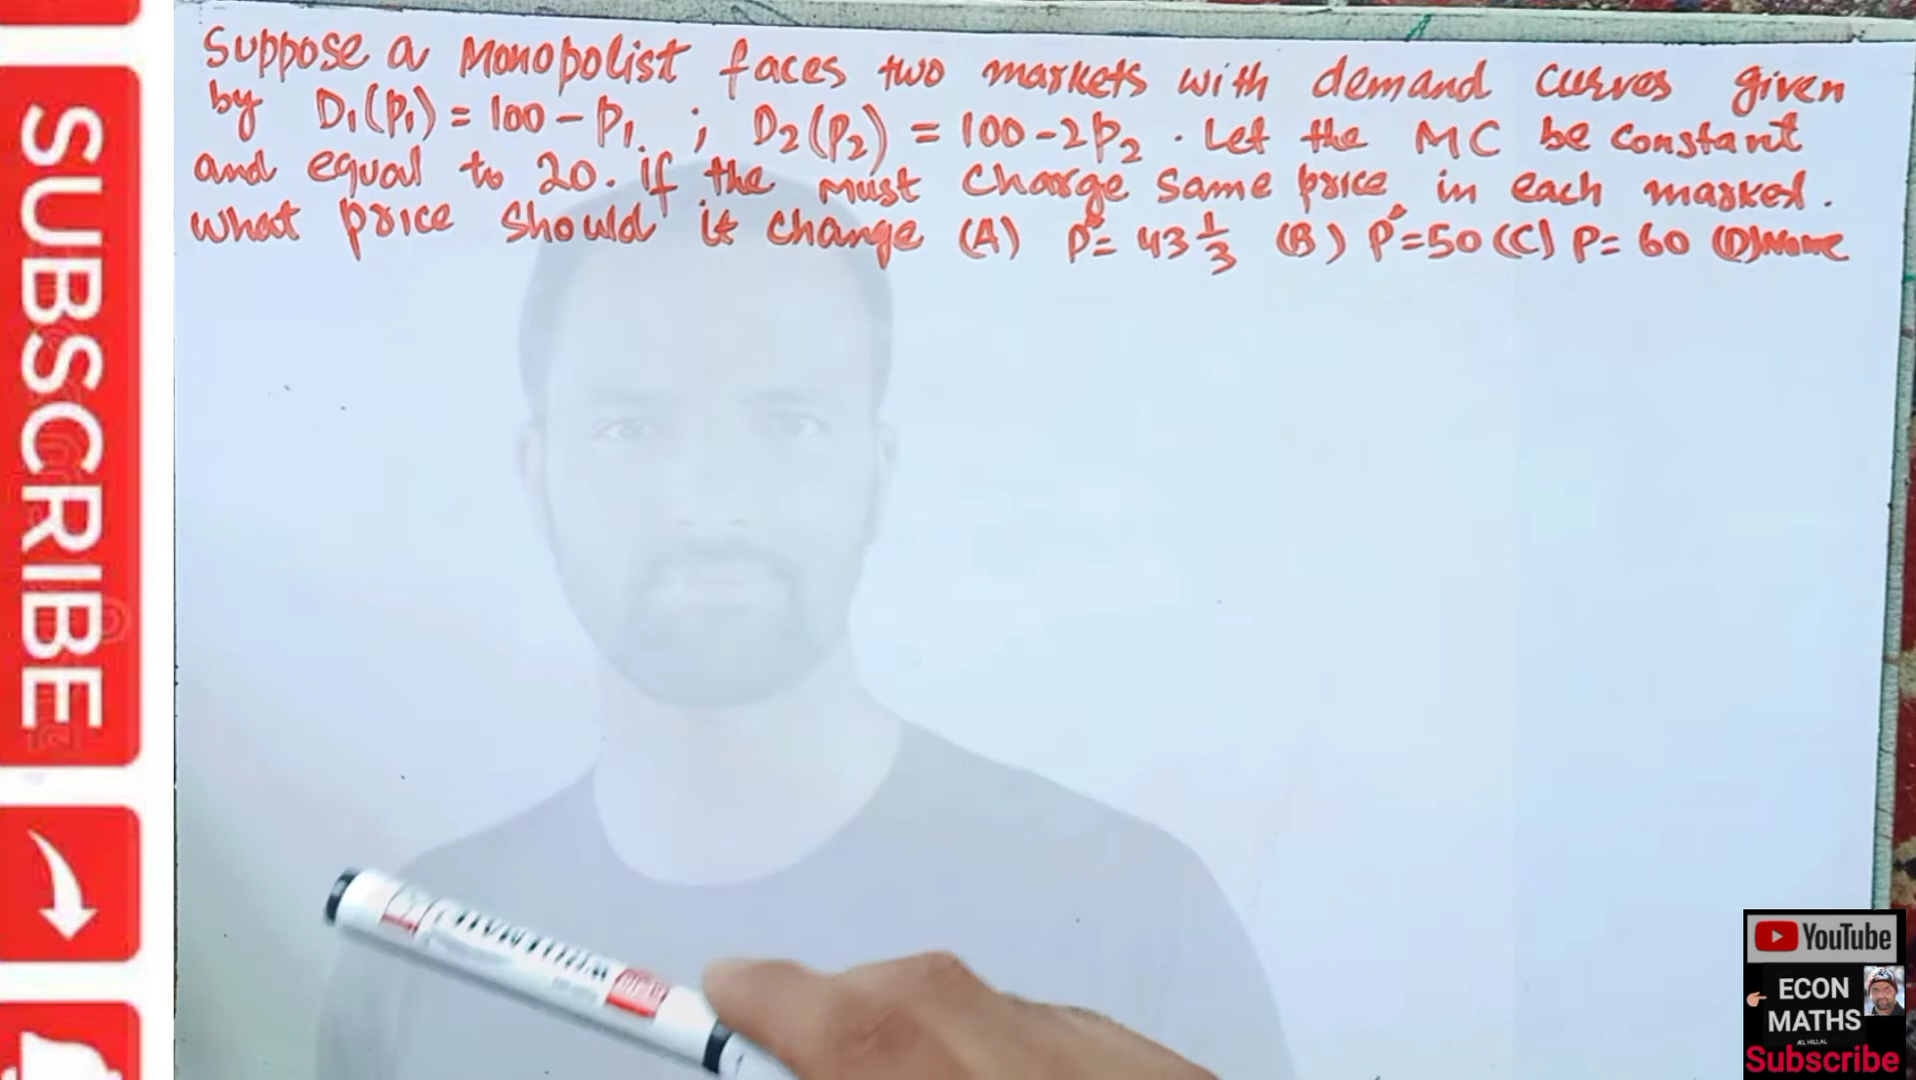 SUBSCRIBE
Suppose a Monopolist faces two markets with demand curves given
by D₁(P₁) = 100 - P₁. ; D₂(P₂) = 100-2P₂ . Let the MC be constant
and equal to 20. if the must charge same price in each market.
what price should it change (A) P*= 43 1/3 (B) P*=50 (C) P= 60 (D) None
YouTube
ECON
MATHS
Subscribe